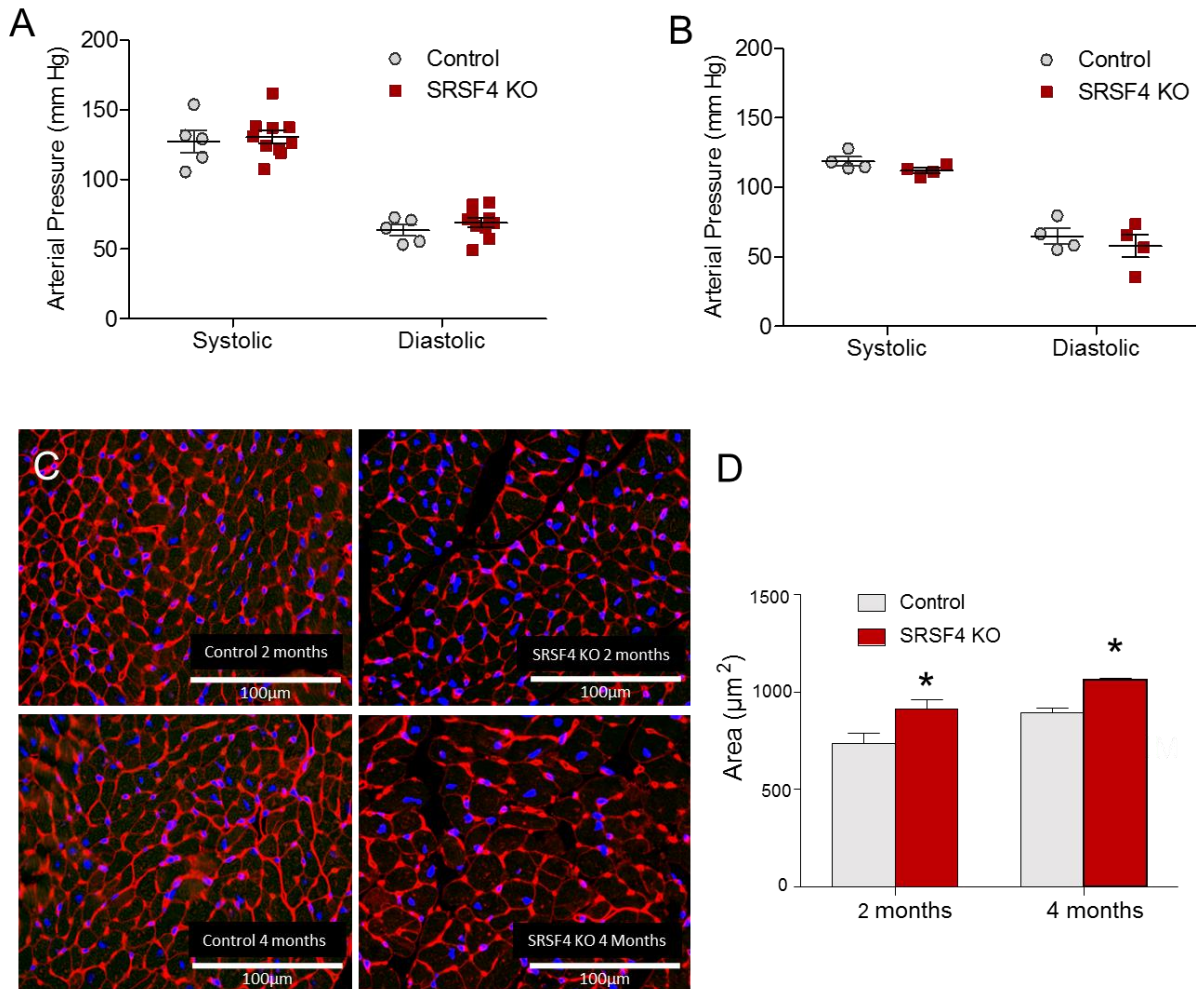 A
Arterial Pressure (mm Hg)
200
150
100
50
0
Control
SRSF4 KO
Systolic
Diastolic
B
Arterial Pressure (mm Hg)
200
150
100
50
0
Control
SRSF4 KO
Systolic
Diastolic
C
Control 2 months
100µm
SRSF4 KO 2 months
100µm
Control 4 months
100µm
SRSF4 KO 4 Months
100µm
D
Area (µm²)
1500
1000
500
0
Control
SRSF4 KO
*
*
2 months
4 months